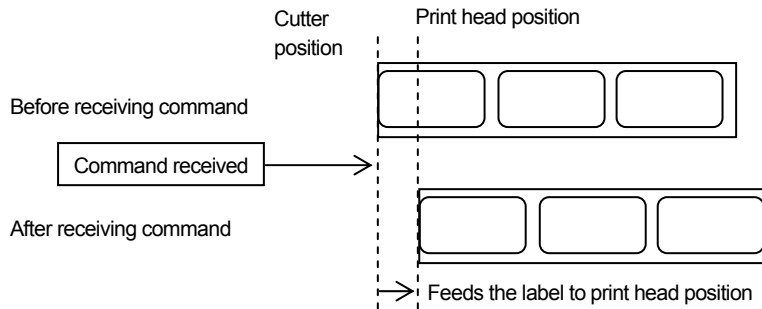 Cutter
position
Print head position
Before receiving command
Command received
After receiving command
Feeds the label to print head position